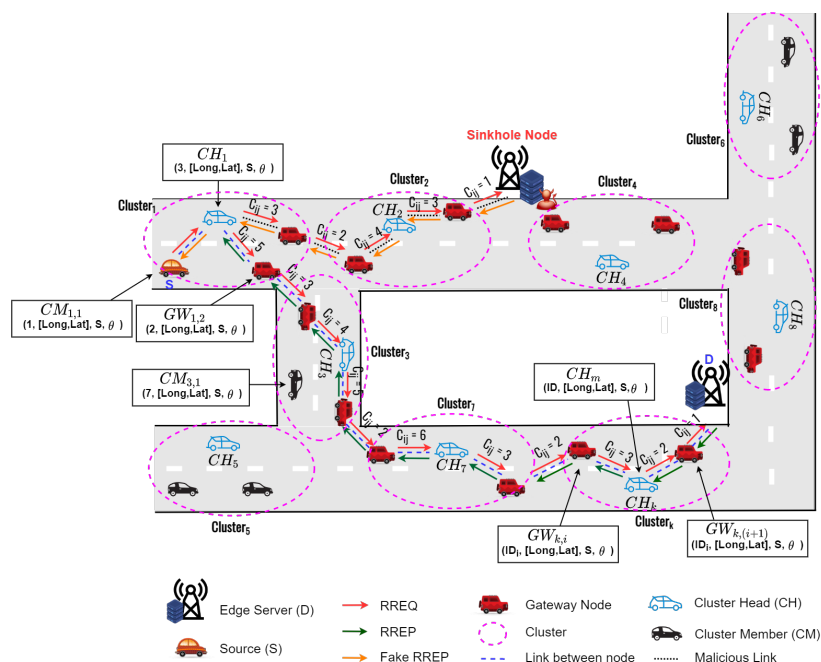 CH6
Cluster6
Sinkhole Node
CH1
(3, [Long,Lat], S, θ )
Cluster1
Cluster2
Cluster4
Cij = 1
Cij = 3
Cij = 3
CH2
Cij = 2
Cij = 4
Cij = 5
S
CH4
CM1,1
(1, [Long,Lat], S, θ )
GW1,2
(2, [Long,Lat], S, θ )
Cij = 3
Cluster8
CH8
Cij = 4
CH3
Cluster3
D
CM3,1
(7, [Long,Lat], S, θ )
CHm
(ID, [Long,Lat], S,θ )
Cij = 5
Cluster7
Cij = 2
Cij = 6
Cij = 3
Cij = 2
Cij = 3
Cij = 2
Cij
CH5
CH7
CHk
Cluster5
Clusterk
GWk,i
(IDi, [Long,Lat], S, θ )
GWk,(i+1)
(IDi, [Long,Lat], S, θ )
Edge Server (D)
RREQ
Gateway Node
Cluster Head (CH)
RREP
Cluster
Cluster Member (CM)
Source (S)
Fake RREP
Link between node
Malicious Link